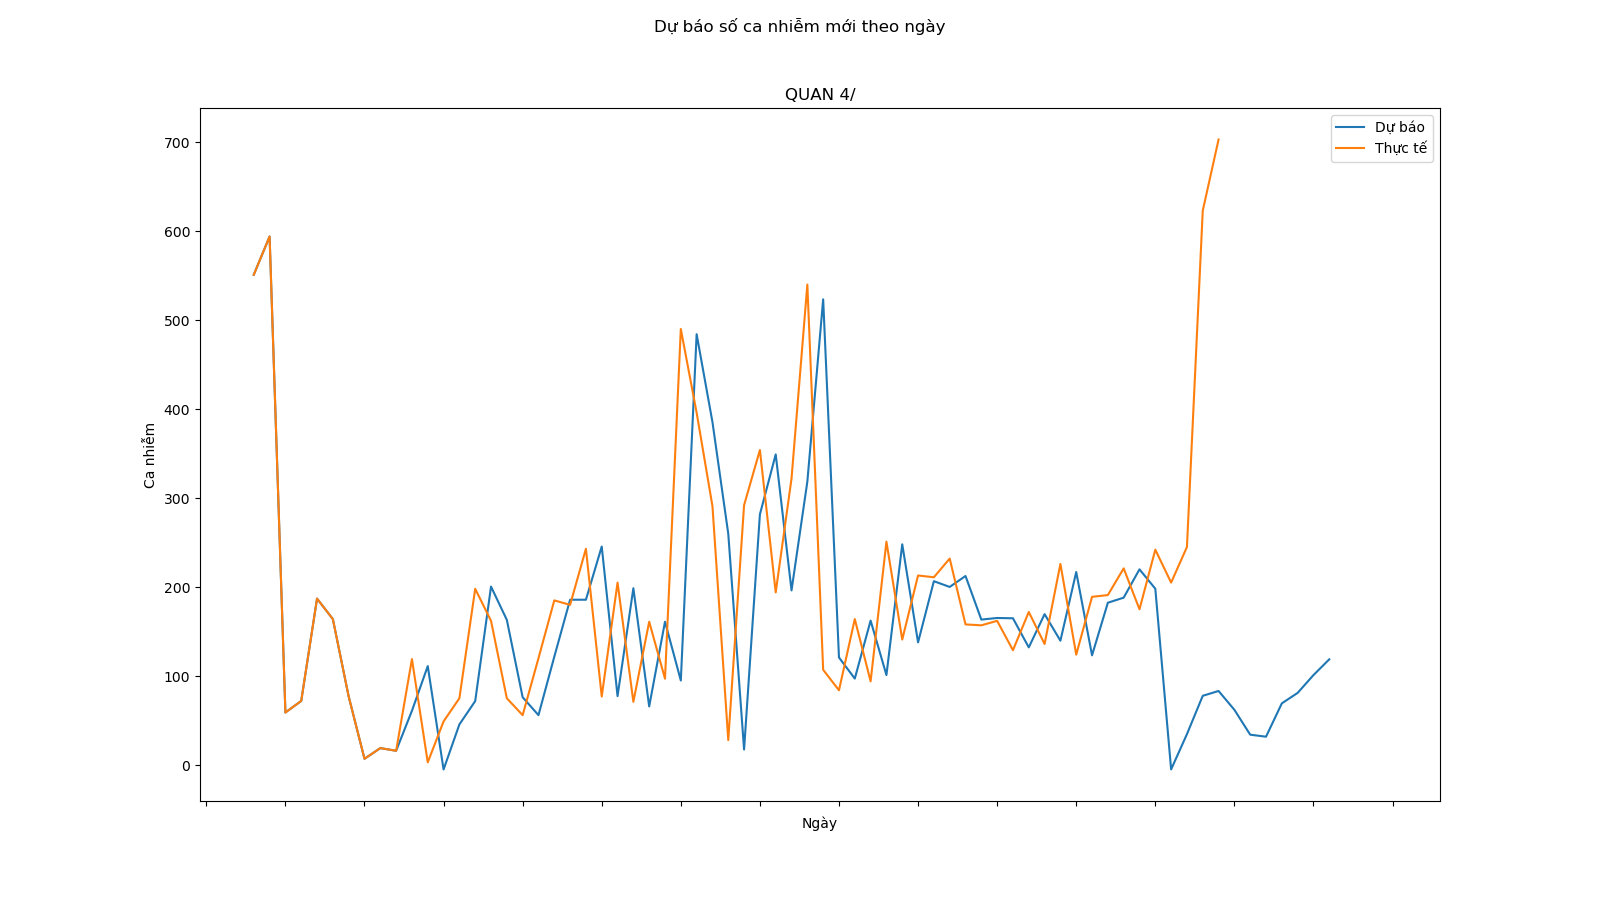 Dự báo số ca nhiễm mới theo ngày
QUAN 4/
Dự báo
Thực tế
700
600
500
400
300
200
100
0
Ca nhiễm
Ngày